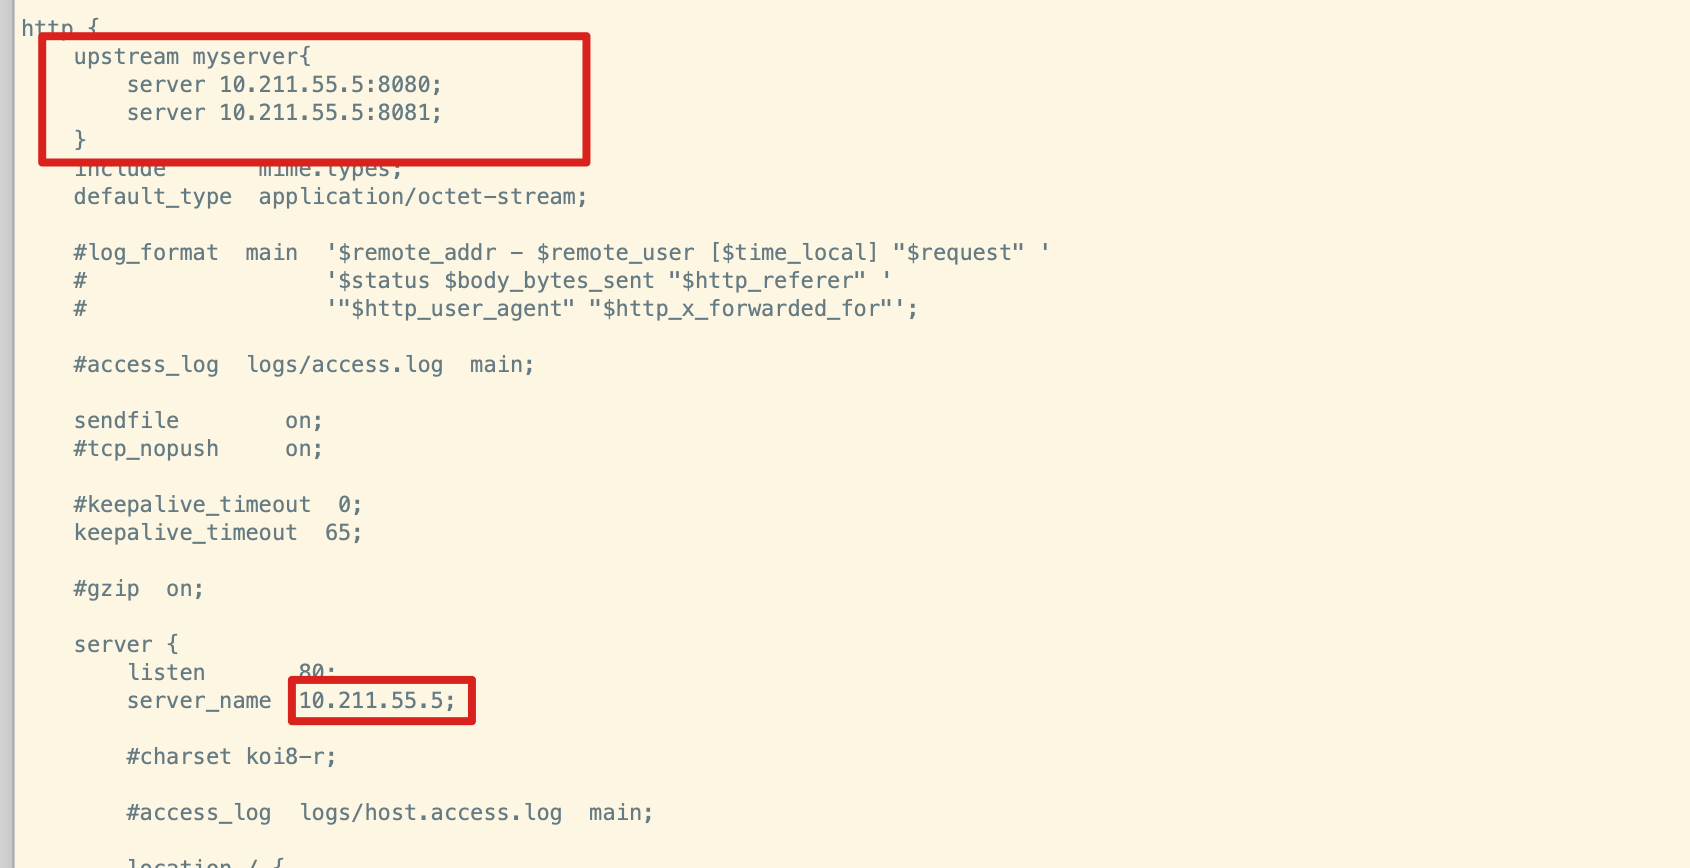 http {
    upstream myserver{
        server 10.211.55.5:8080;
        server 10.211.55.5:8081;
    }
    include       mime.types;
    default_type  application/octet-stream;

    #log_format  main  '$remote_addr - $remote_user [$time_local] "$request" '
    #                  '$status $body_bytes_sent "$http_referer" '
    #                  '"$http_user_agent" "$http_x_forwarded_for"';

    #access_log  logs/access.log  main;

    sendfile        on;
    #tcp_nopush     on;

    #keepalive_timeout  0;
    keepalive_timeout  65;

    #gzip  on;

    server {
        listen       80;
        server_name  10.211.55.5;

        #charset koi8-r;

        #access_log  logs/host.access.log  main;

        location / {